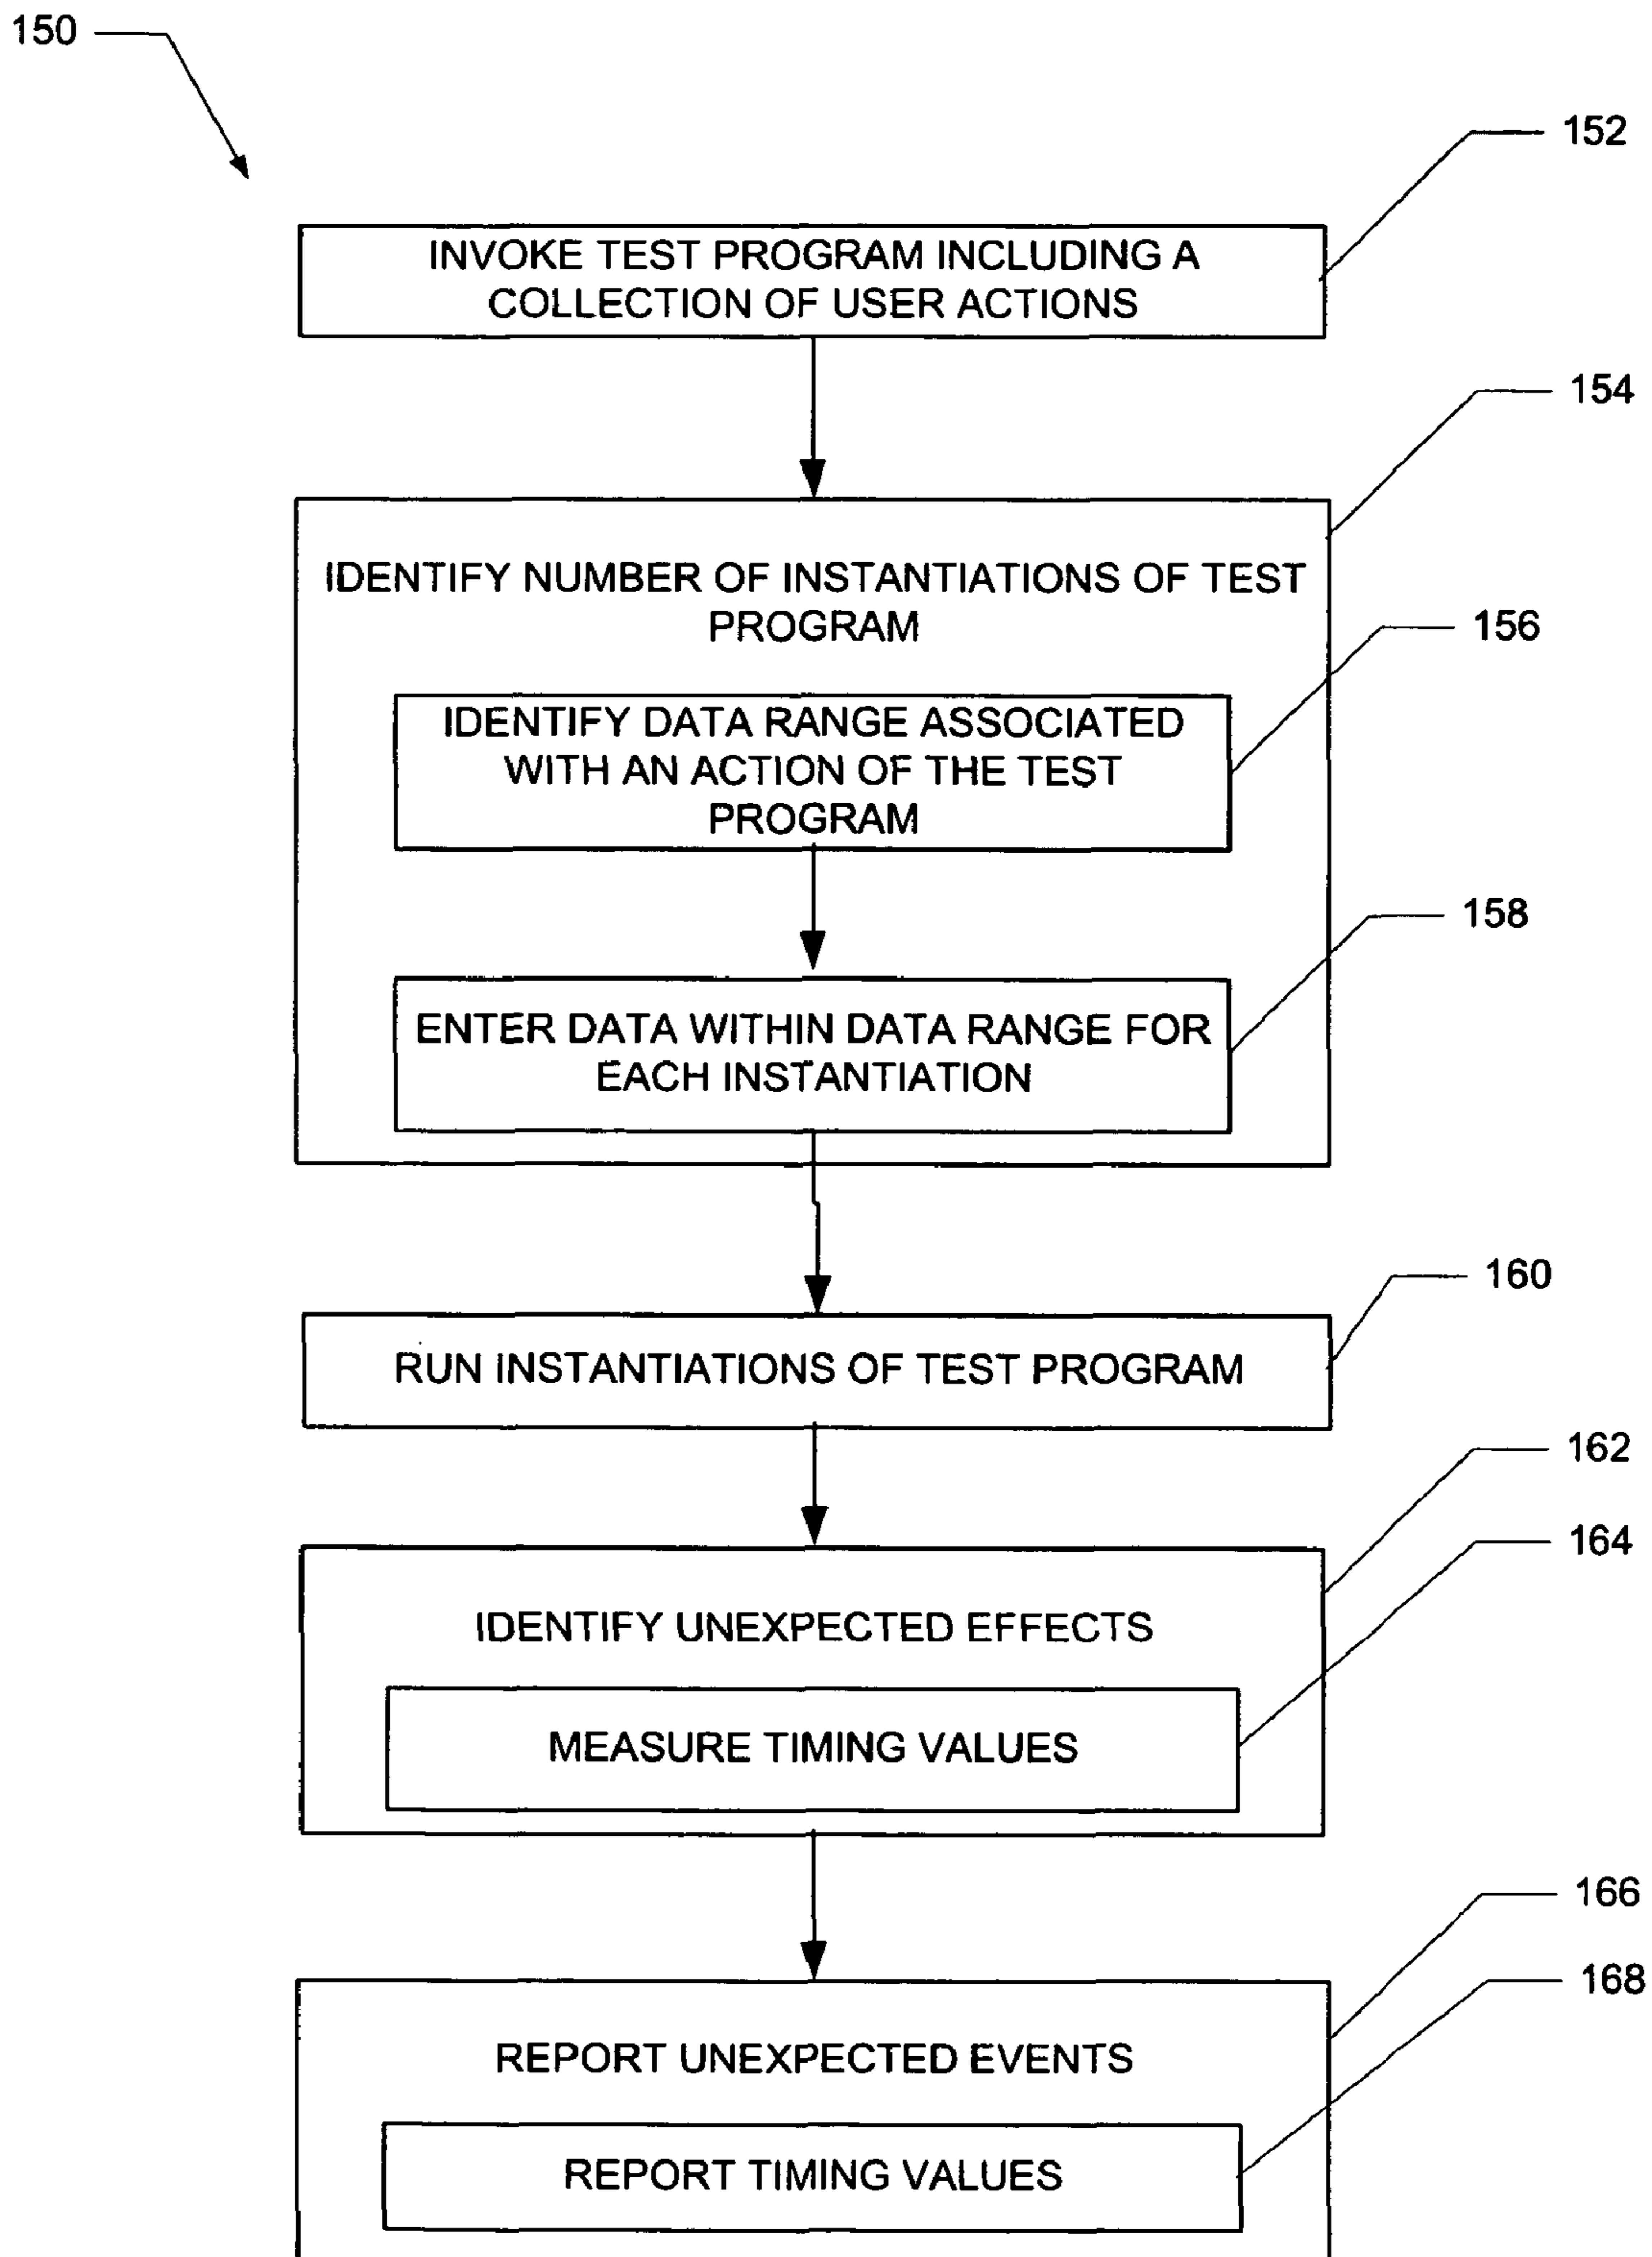 150
152
INVOKE TEST PROGRAM INCLUDING A
COLLECTION OF USER ACTIONS
154
IDENTIFY NUMBER OF INSTANTIATIONS OF TEST
PROGRAM
156
IDENTIFY DATA RANGE ASSOCIATED
WITH AN ACTION OF THE TEST
PROGRAM
158
ENTER DATA WITHIN DATA RANGE FOR
EACH INSTANTIATION
160
RUN INSTANTIATIONS OF TEST PROGRAM
162
164
IDENTIFY UNEXPECTED EFFECTS
MEASURE TIMING VALUES
166
168
REPORT UNEXPECTED EVENTS
REPORT TIMING VALUES